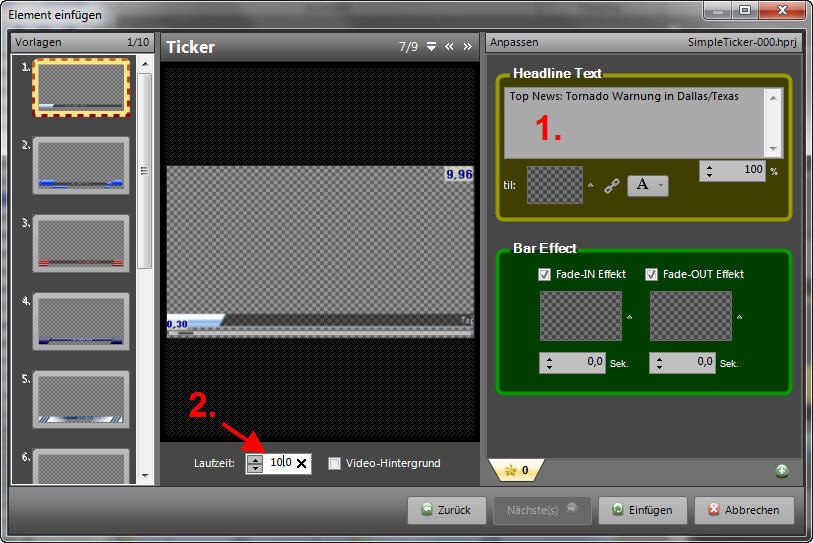 Element einfügen
Vorlagen 1/10
1.
2.
3.
4.
5.
6.
Ticker 7/9
9,96
0,30
Top
2.
Laufzeit: 10,0 Video-Hintergrund
Anpassen SimpleTicker-000.hprj
Headline Text
Top News: Tornado Warnung in Dallas/Texas
1.
til: A 100 %
Bar Effect
Fade-IN Effekt Fade-OUT Effekt
0,0 Sek. 0,0 Sek.
0
Zurück Nächste(s) Einfügen Abbrechen